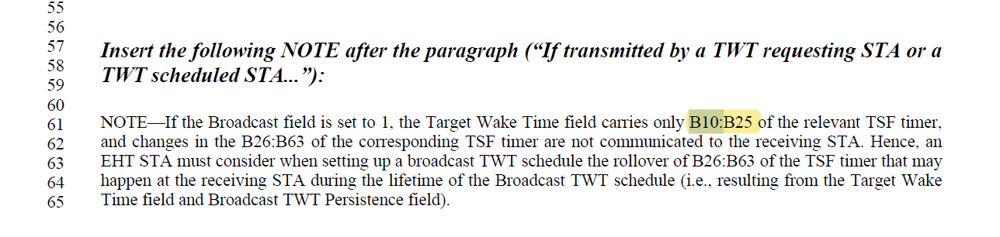 55
56
57 Insert the following NOTE after the paragraph (“If transmitted by a TWT requesting STA or a
58 TWT scheduled STA...”):
59
60
61 NOTE—If the Broadcast field is set to 1, the Target Wake Time field carries only B10:B25 of the relevant TSF timer,
62 and changes in the B26:B63 of the corresponding TSF timer are not communicated to the receiving STA. Hence, an
63 EHT STA must consider when setting up a broadcast TWT schedule the rollover of B26:B63 of the TSF timer that may
64 happen at the receiving STA during the lifetime of the Broadcast TWT schedule (i.e., resulting from the Target Wake
65 Time field and Broadcast TWT Persistence field).